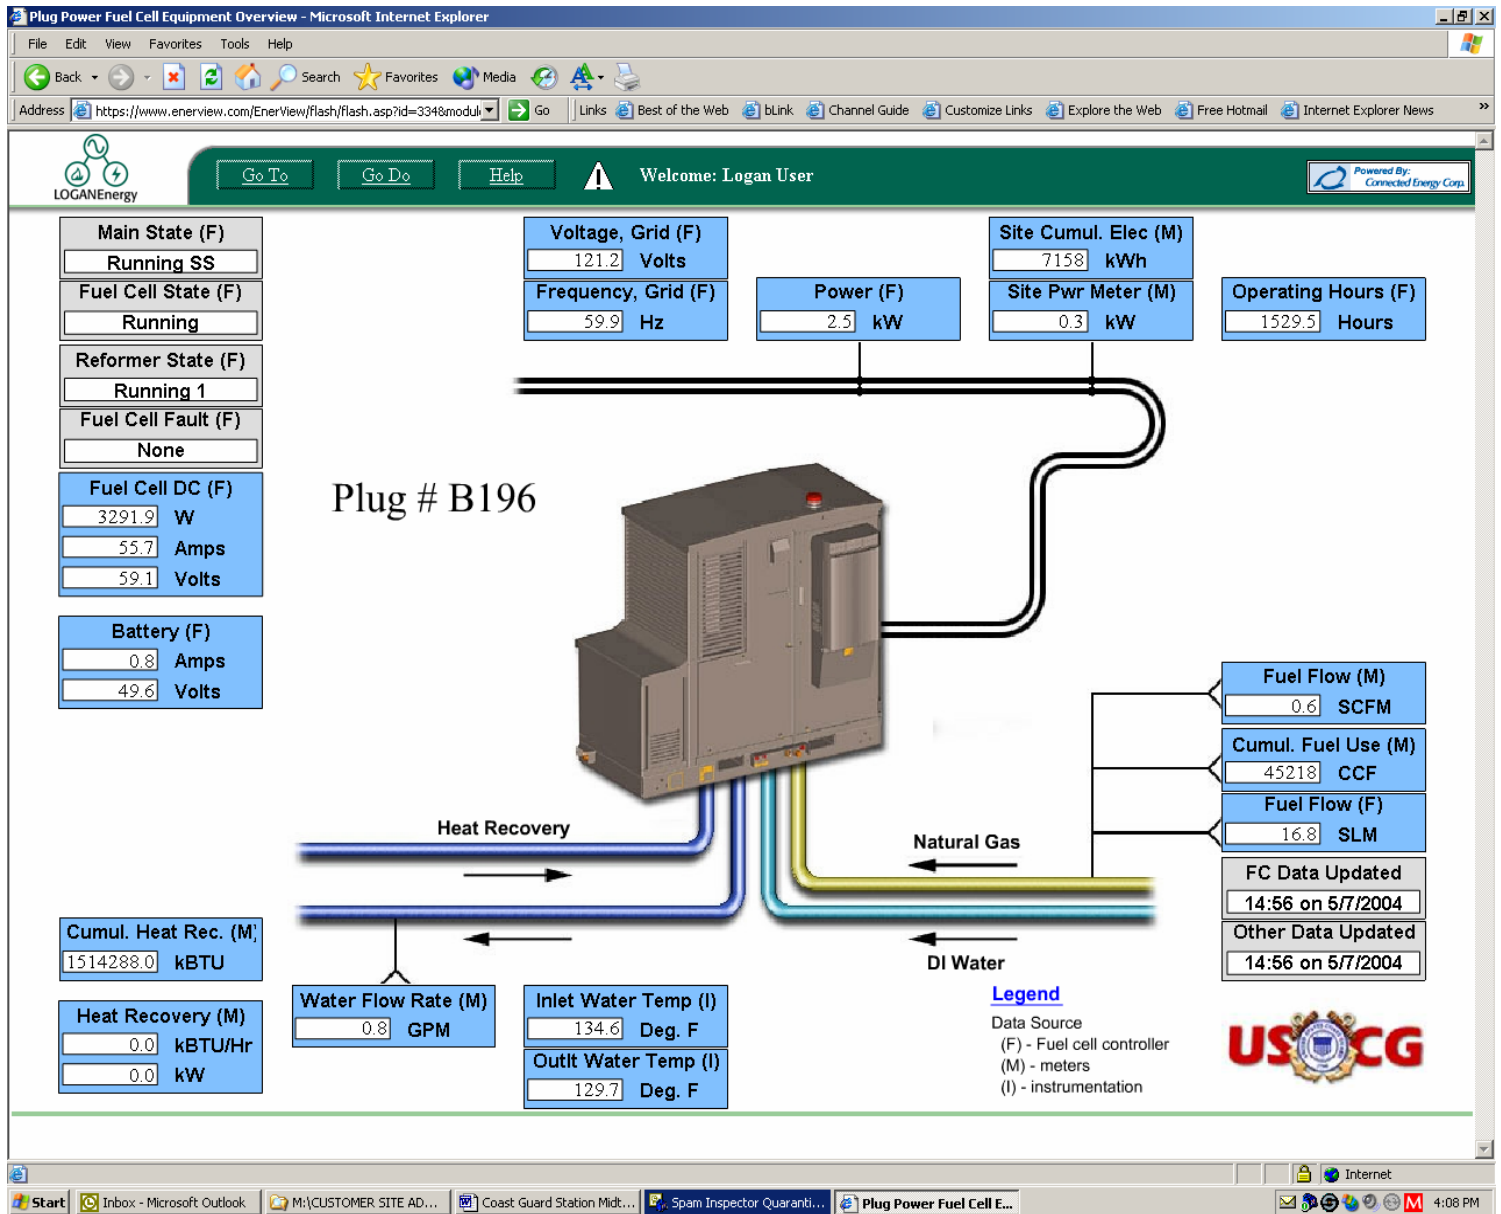 Plug Power Fuel Cell Equipment Overview - Microsoft Internet Explorer
File Edit View Favorites Tools Help
Back Search Favorites Media
Address https://www.enerview.com/EnerView/flash/flash.asp?id=334&modul Go Links Best of the Web bLink Channel Guide Customize Links Explore the Web Free Hotmail Internet Explorer News »
LOGANEnergy
Go To Go Do Help Welcome: Logan User
Powered By:
Connected Energy Corp.
Main State (F)
Running SS
Fuel Cell State (F)
Running
Reformer State (F)
Running 1
Fuel Cell Fault (F)
None
Fuel Cell DC (F)
3291.9 W
55.7 Amps
59.1 Volts
Battery (F)
0.8 Amps
49.6 Volts
Voltage, Grid (F)
121.2 Volts
Frequency, Grid (F)
59.9 Hz
Power (F)
2.5 kW
Site Cumul. Elec (M)
7158 kWh
Site Pwr Meter (M)
0.3 kW
Operating Hours (F)
1529.5 Hours
Plug # B196
Fuel Flow (M)
0.6 SCFM
Cumul. Fuel Use (M)
45218 CCF
Fuel Flow (F)
16.8 SLM
FC Data Updated
14:56 on 5/7/2004
Other Data Updated
14:56 on 5/7/2004
Heat Recovery
Natural Gas
DI Water
Cumul. Heat Rec. (M)
1514288.0 kBTU
Heat Recovery (M)
0.0 kBTU/Hr
0.0 kW
Water Flow Rate (M)
0.8 GPM
Inlet Water Temp (I)
134.6 Deg. F
Outlt Water Temp (I)
129.7 Deg. F
Legend
Data Source
(F) - Fuel cell controller
(M) - meters
(I) - instrumentation
USCG
Internet
Start Inbox - Microsoft Outlook M:\CUSTOMER SITE AD... Coast Guard Station Midt... Spam Inspector Quaranti... Plug Power Fuel Cell E... 4:08 PM